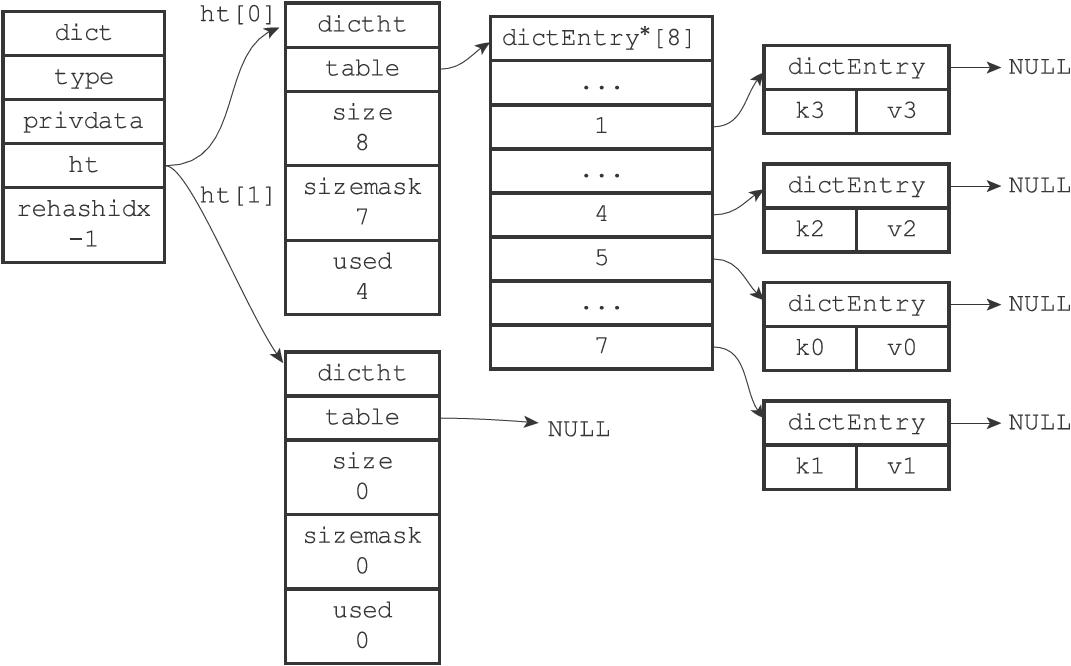 dict
type
privdata
ht
rehashidx
-1
ht[0]
ht[1]
dictht
table
size
8
sizemask
7
used
4
dictht
table
size
0
sizemask
0
used
0
NULL
dictEntry*[8]
...
1
...
4
5
...
7
dictEntry
k3 v3
NULL
dictEntry
k2 v2
NULL
dictEntry
k0 v0
NULL
dictEntry
k1 v1
NULL